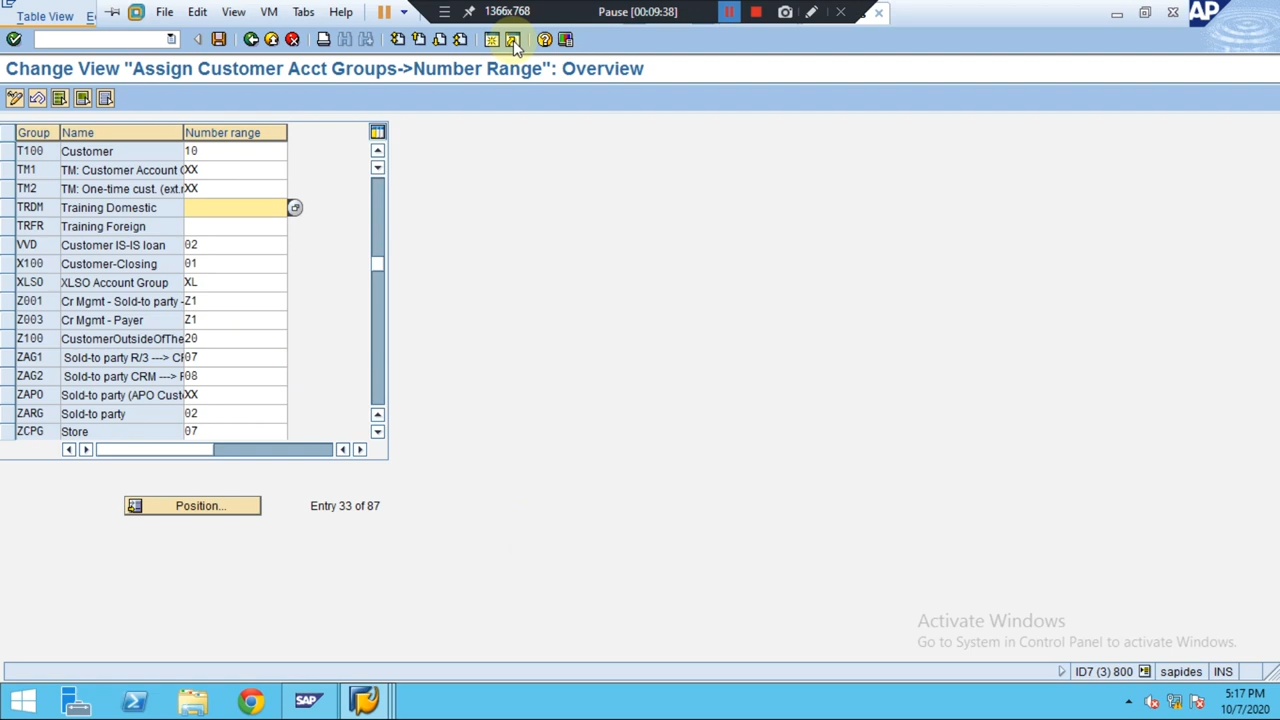 Table View
File
Edit
View
VM
Tabs
Help
1366x768
Pause [00:09:38]
Change View "Assign Customer Acct Groups->Number Range": Overview
Group Name Number range
T100 Customer 10
TM1 TM: Customer Account XX
TM2 TM: One-time cust. (ext.r XX
TRDM Training Domestic
TRFR Training Foreign
VVD Customer IS-IS loan 02
X100 Customer-Closing 01
XLSO XLSO Account Group XL
Z001 Cr Mgmt - Sold-to party - Z1
Z003 Cr Mgmt - Payer Z1
Z100 CustomerOutsideOfThe 20
ZAG1 Sold-to party R/3 ---> CF 07
ZAG2 Sold-to party CRM ---> F 08
ZAPO Sold-to party (APO Cust XX
ZARG Sold-to party 02
ZCPG Store 07
Position...
Entry 33 of 87
Activate Windows
Go to System in Control Panel to activate Windows.
ID7 (3) 800 sapides INS
SAP
5:17 PM
10/7/2020